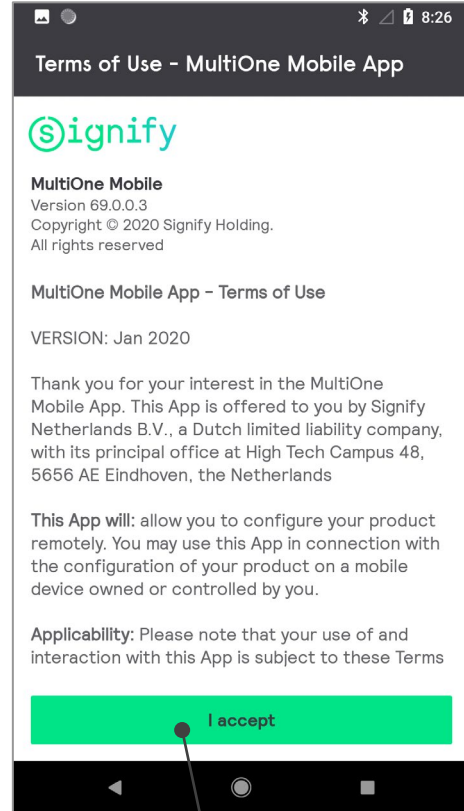 8:26
Terms of Use - MultiOne Mobile App
signify
MultiOne Mobile
Version 69.0.0.3
Copyright © 2020 Signify Holding.
All rights reserved
MultiOne Mobile App – Terms of Use
VERSION: Jan 2020
Thank you for your interest in the MultiOne
Mobile App. This App is offered to you by Signify
Netherlands B.V., a Dutch limited liability company,
with its principal office at High Tech Campus 48,
5656 AE Eindhoven, the Netherlands
This App will: allow you to configure your product
remotely. You may use this App in connection with
the configuration of your product on a mobile
device owned or controlled by you.
Applicability: Please note that your use of and
interaction with this App is subject to these Terms
I accept